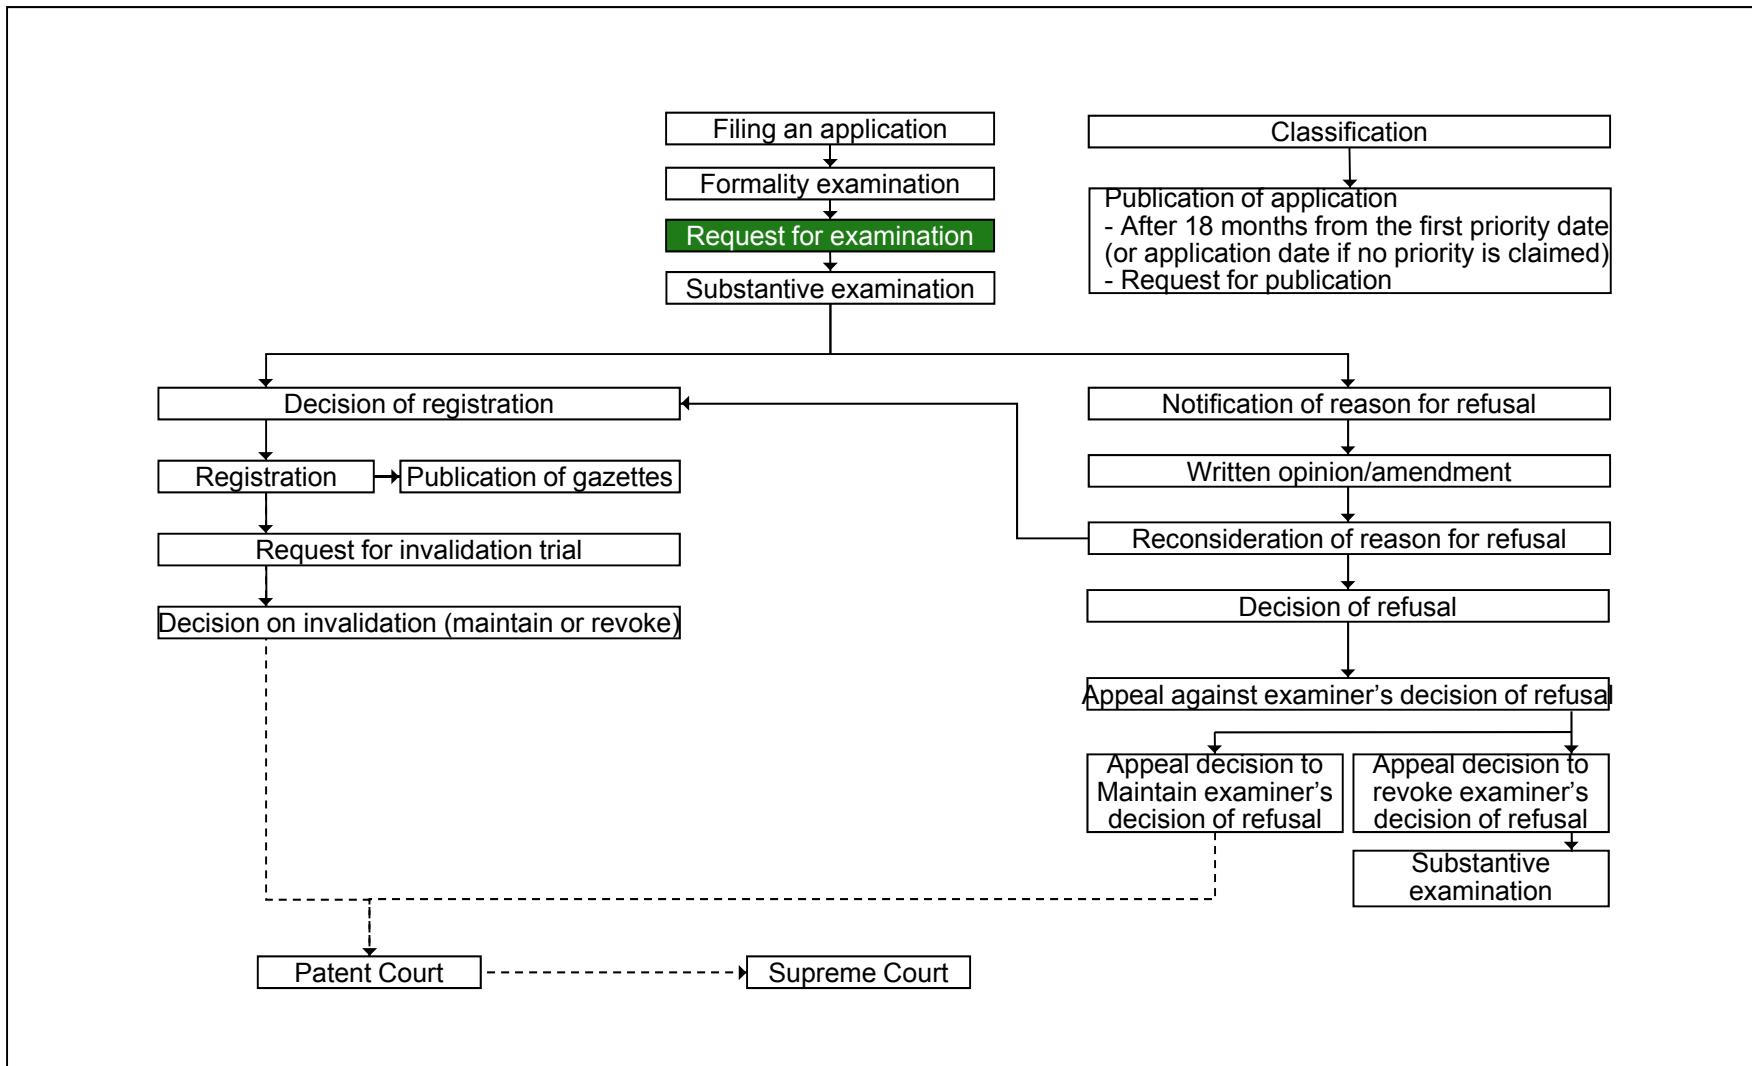 Filing an application
Classification
Formality examination
Publication of application
- After 18 months from the first priority date
(or application date if no priority is claimed)
- Request for publication
Request for examination
Substantive examination
Decision of registration
Notification of reason for refusal
Registration
Publication of gazettes
Written opinion/amendment
Request for invalidation trial
Reconsideration of reason for refusal
Decision on invalidation (maintain or revoke)
Decision of refusal
Appeal against examiner’s decision of refusal
Appeal decision to
Maintain examiner’s
decision of refusal
Appeal decision to
revoke examiner’s
decision of refusal
Substantive
examination
Patent Court
Supreme Court